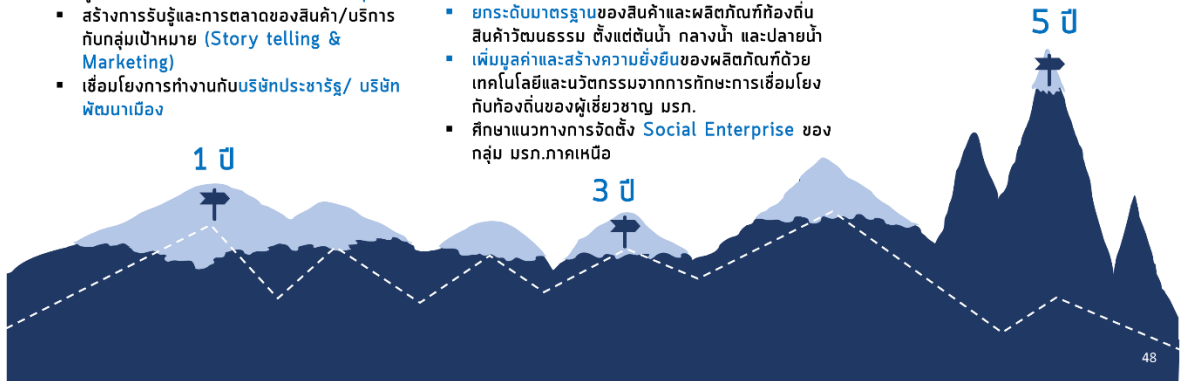 ▪ สร้างการรับรู้และการตลาดของสินค้า/บริการ
กับกลุ่มเป้าหมาย (Story telling &
Marketing)
▪ เชื่อมโยงการทำงานกับบริษัทประชารัฐ/ บริษัท
พัฒนาเมือง
1 ปี
▪ ยกระดับมาตรฐานของสินค้าและผลิตภัณฑ์ท้องถิ่น
สินค้าวัฒนธรรม ตั้งแต่ต้นน้ำ กลางน้ำ และปลายน้ำ
▪ เพิ่มมูลค่าและสร้างความยั่งยืนของผลิตภัณฑ์ด้วย
เทคโนโลยีและนวัตกรรมจากการทักษะการเชื่อมโยง
กับท้องถิ่นของผู้เชี่ยวชาญ มรภ.
▪ ศึกษาแนวทางการจัดตั้ง Social Enterprise ของ
กลุ่ม มรภ.ภาคเหนือ
3 ปี
5 ปี
48